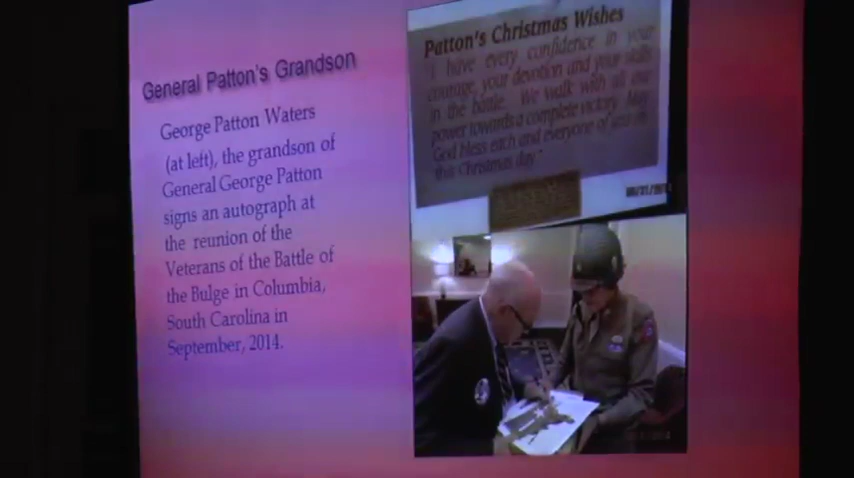 General Patton's Grandson
George Patton Waters
(at left), the grandson of
General George Patton
signs an autograph at
the reunion of the
Veterans of the Battle of
the Bulge in Columbia,
South Carolina in
September, 2014.
Patton's Christmas Wishes
"I have every confidence in your
courage, your devotion and your skills
in the battle. We walk with all our
power towards a complete victory. May
God bless each and everyone of you on
this Christmas day."